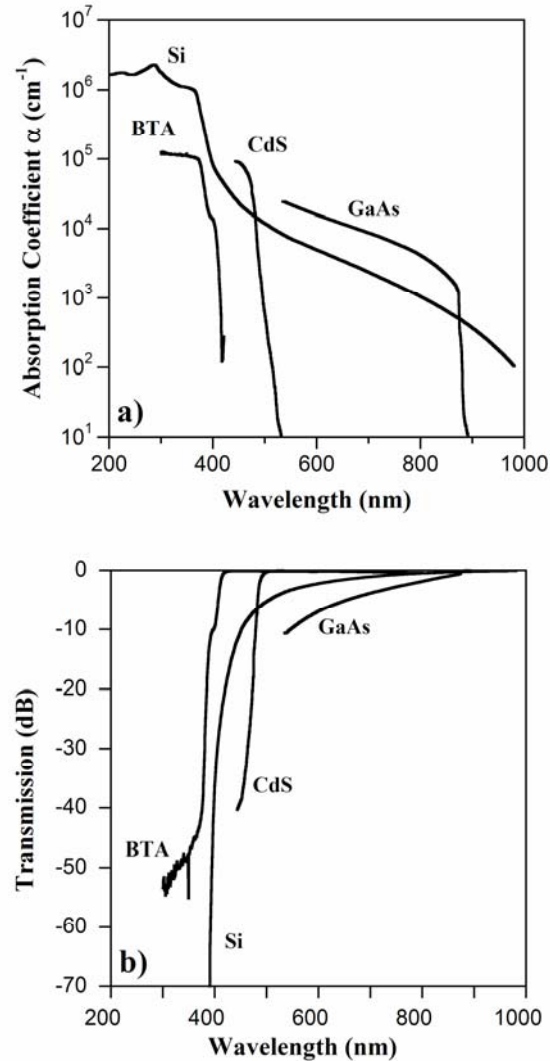 10^7
10^6
10^5
10^4
10^3
10^2
10^1
Absorption Coefficient α (cm^-1)
Si
BTA
CdS
GaAs
a)
200 400 600 800 1000
Wavelength (nm)
0
-10
-20
-30
-40
-50
-60
-70
Transmission (dB)
GaAs
CdS
BTA
Si
b)
200 400 600 800 1000
Wavelength (nm)